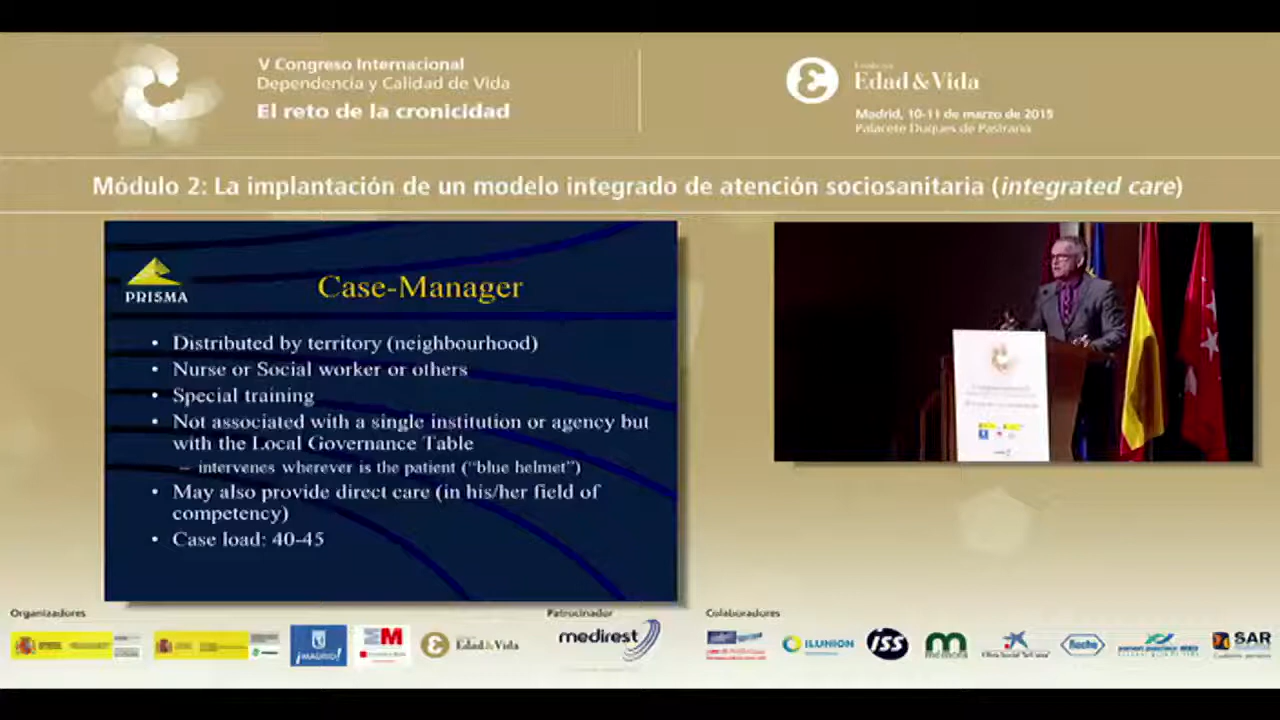 V Congreso Internacional
Dependencia y Calidad de Vida
El reto de la cronicidad
Edad&Vida
Madrid, 10-11 de marzo de 2015
Palacete Duques de Pastrana
Módulo 2: La implantación de un modelo integrado de atención sociosanitaria (integrated care)
PRISMA
Case-Manager
• Distributed by territory (neighbourhood)
• Nurse or Social worker or others
• Special training
• Not associated with a single institution or agency but
with the Local Governance Table
– intervenes wherever is the patient ("blue helmet")
• May also provide direct care (in his/her field of
competency)
• Case load: 40-45
Organizadores
Patrocinador
Colaboradores
¡MADRID!
Edad&Vida
medirest
ILUNION
iss
Roche
SAR